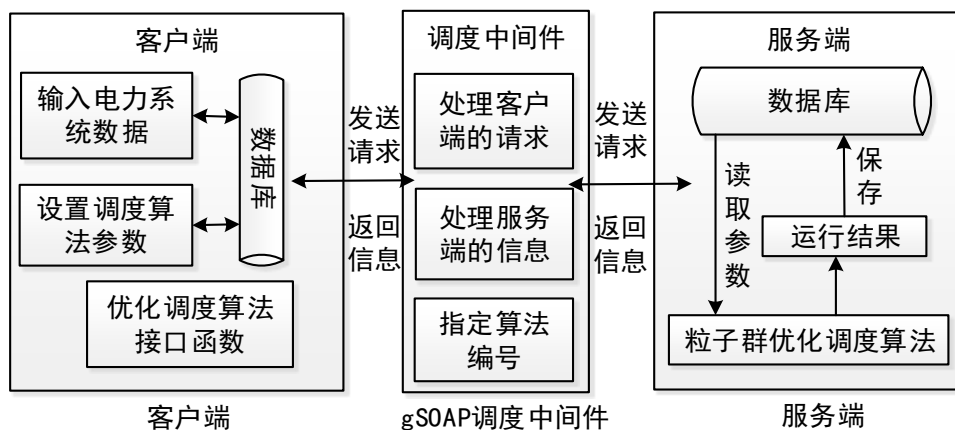 客户端
输入电力系
统数据
设置调度算
法参数
数据库
优化调度算法
接口函数
客户端
发送
请求
返回
信息
调度中间件
处理客户
端的请求
处理服务
端的信息
指定算法
编号
gSOAP调度中间件
发送
请求
返回
信息
服务端
数据库
读取参数
保存
运行结果
粒子群优化调度算法
服务端